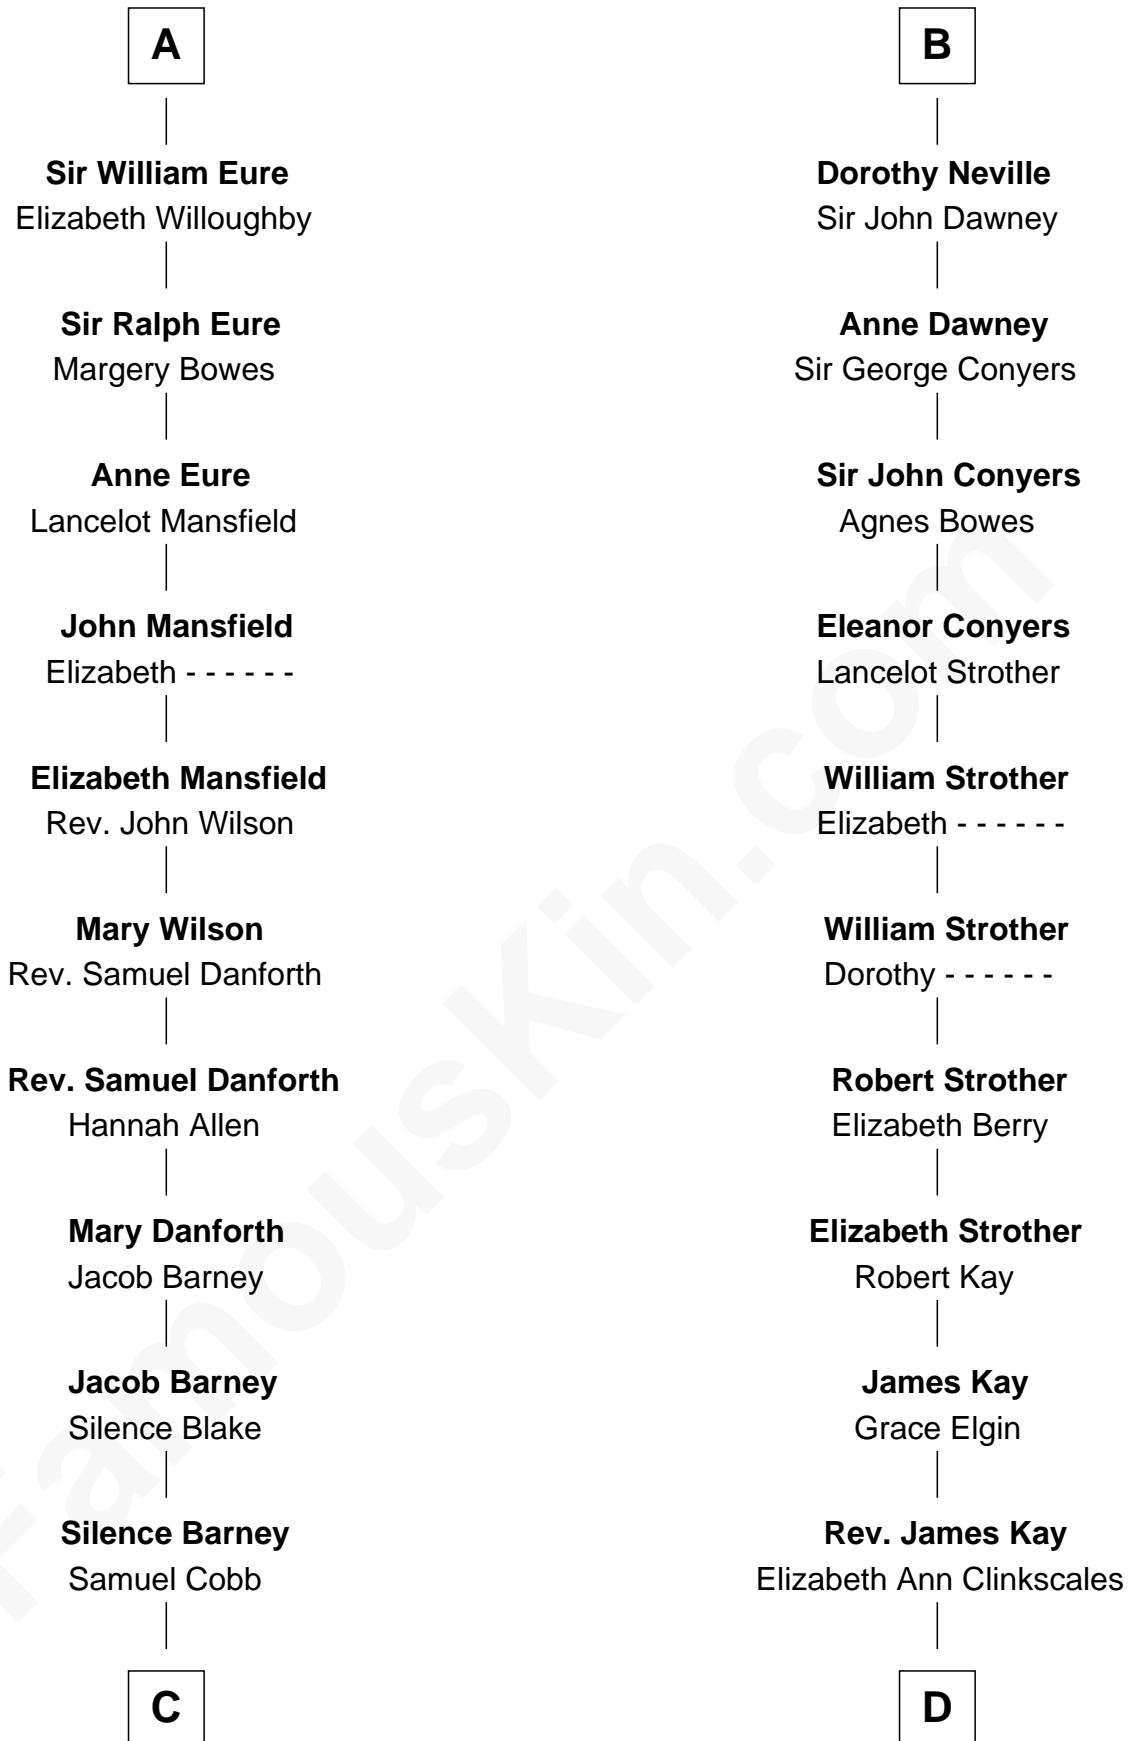 A
Sir William Eure
Elizabeth Willoughby
Sir Ralph Eure
Margery Bowes
Anne Eure
Lancelot Mansfield
John Mansfield
Elizabeth - - - - - -
Elizabeth Mansfield
Rev. John Wilson
Mary Wilson
Rev. Samuel Danforth
Rev. Samuel Danforth
Hannah Allen
Mary Danforth
Jacob Barney
Jacob Barney
Silence Blake
Silence Barney
Samuel Cobb
C
B
Dorothy Neville
Sir John Dawney
Anne Dawney
Sir George Conyers
Sir John Conyers
Agnes Bowes
Eleanor Conyers
Lancelot Strother
William Strother
Elizabeth - - - - - -
William Strother
Dorothy - - - - - -
Robert Strother
Elizabeth Berry
Elizabeth Strother
Robert Kay
James Kay
Grace Elgin
Rev. James Kay
Elizabeth Ann Clinkscales
D
FamousKin.com